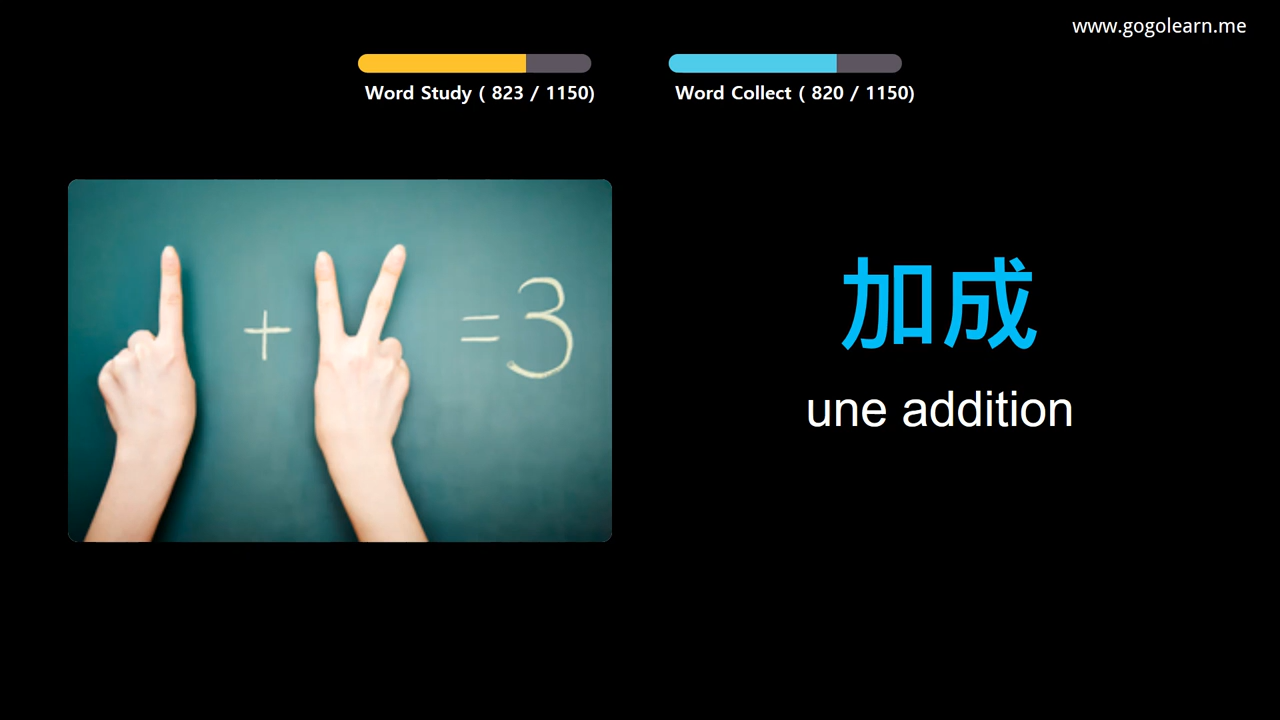 www.gogolearn.me
Word Study ( 823 / 1150)
Word Collect ( 820 / 1150)
+ = 3
加成
une addition